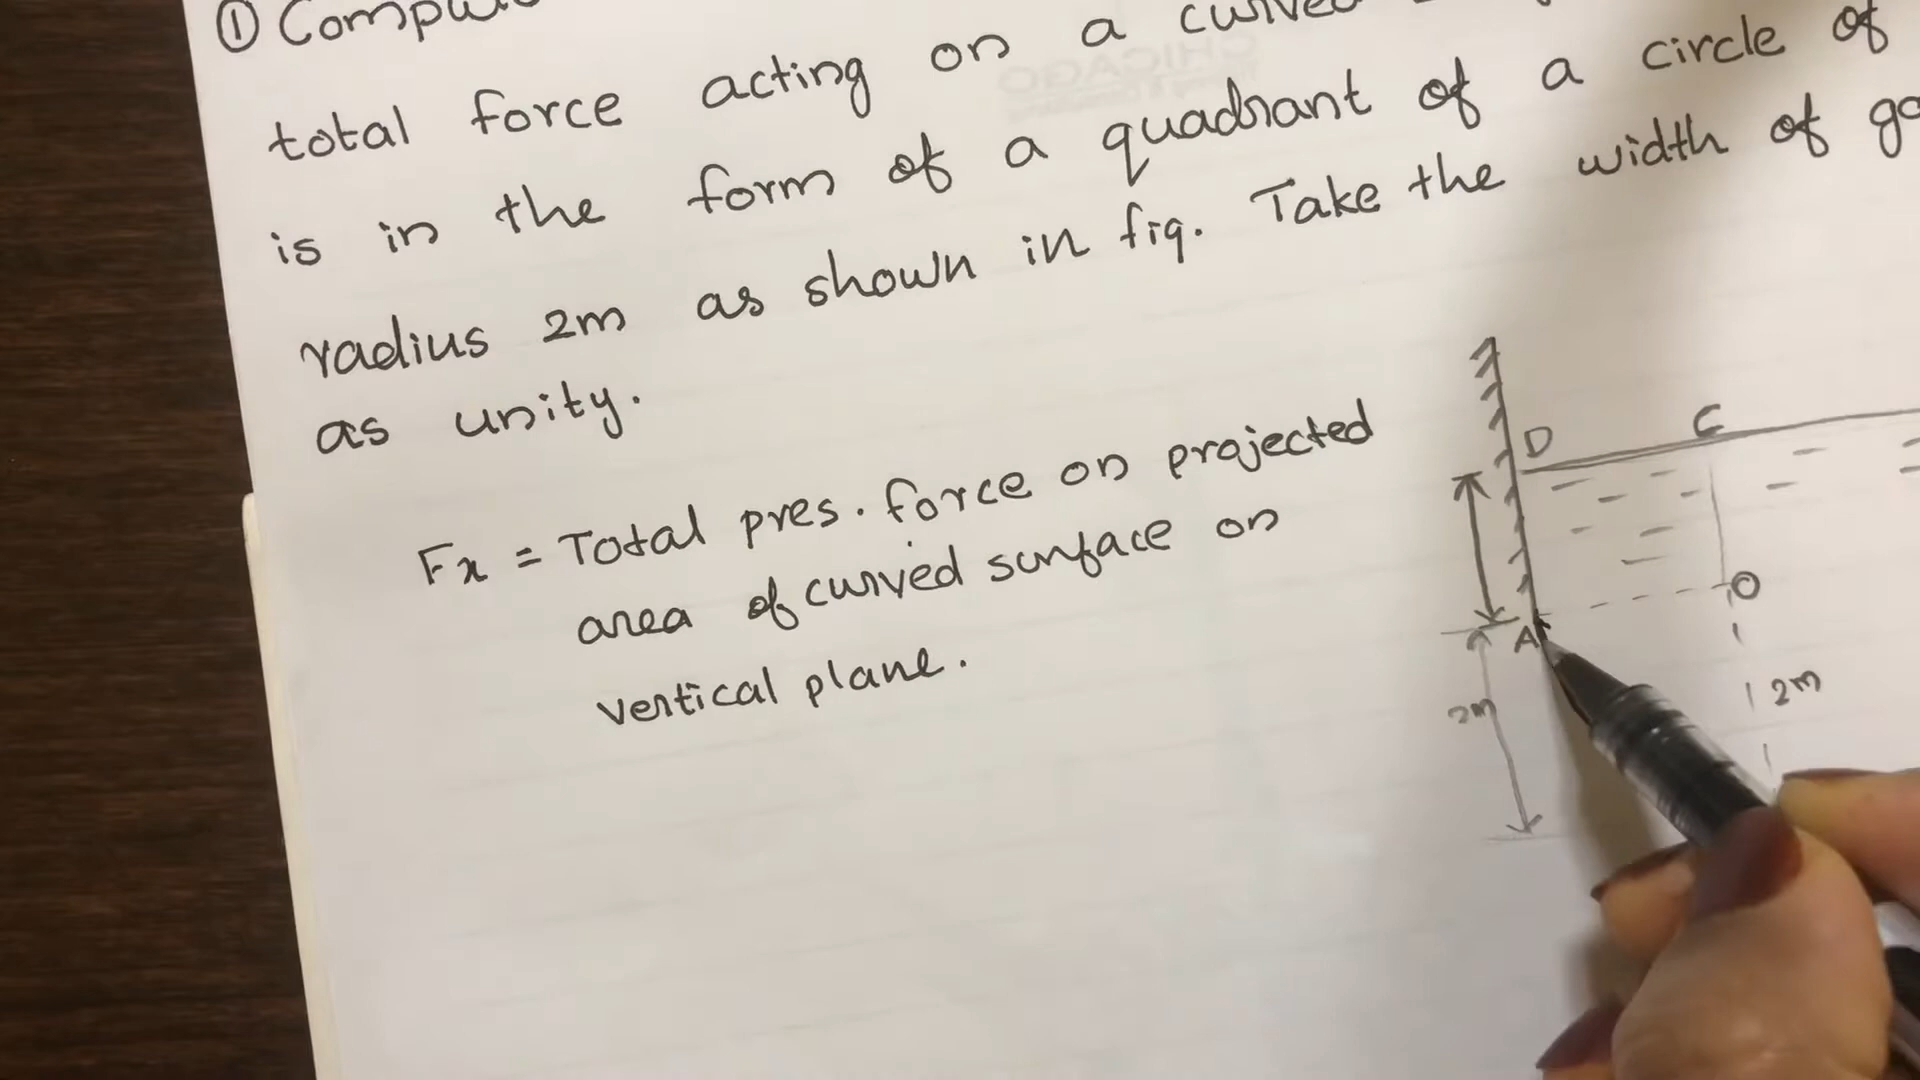 ①
total force acting on a
is in the form of a quadrant of a circle of
radius 2m as shown in fig. Take the width of
as unity.
Fx = Total pres. force on projected
area of curved surface on
vertical plane.
D C
O
A
2m
2m